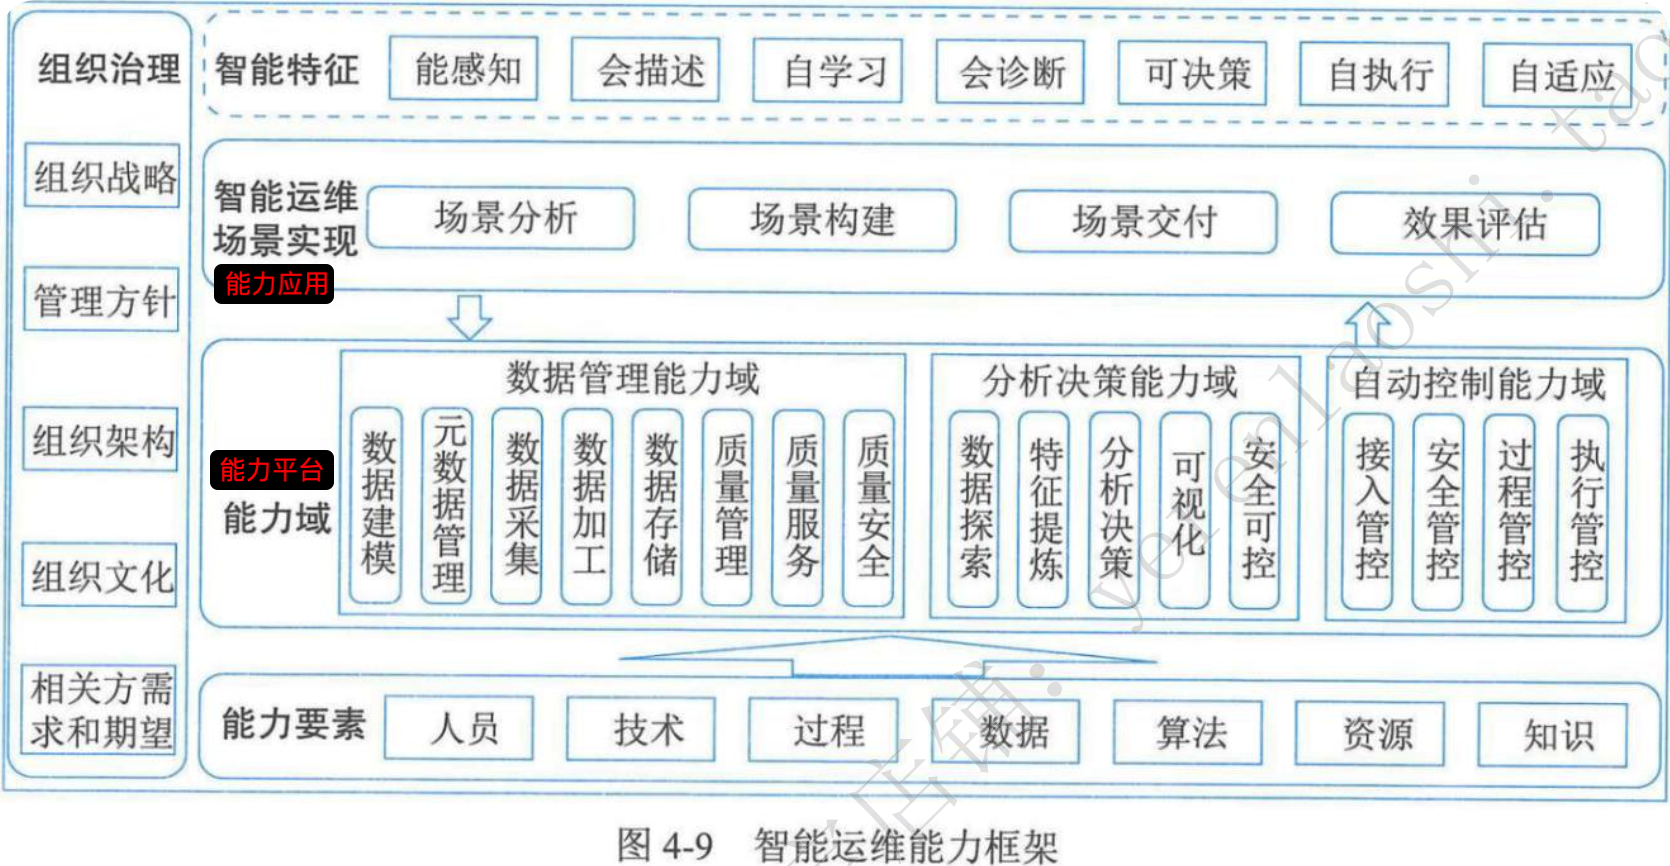 组织治理
组织战略
管理方针
组织架构
组织文化
相关方需
求和期望
智能特征
能感知
会描述
自学习
会诊断
可决策
自执行
自适应
智能运维
场景实现
能力应用
场景分析
场景构建
场景交付
效果评估
能力平台
能力域
数据管理能力域
数据建模
元数据管理
数据采集
数据加工
数据存储
质量管理
质量服务
质量安全
分析决策能力域
数据探索
特征提炼
分析决策
可视化
安全可控
自动控制能力域
接入管控
安全管控
过程管控
执行管控
能力要素
人员
技术
过程
数据
算法
资源
知识
图 4-9 智能运维能力框架
店铺: yeenlaoshi.tao